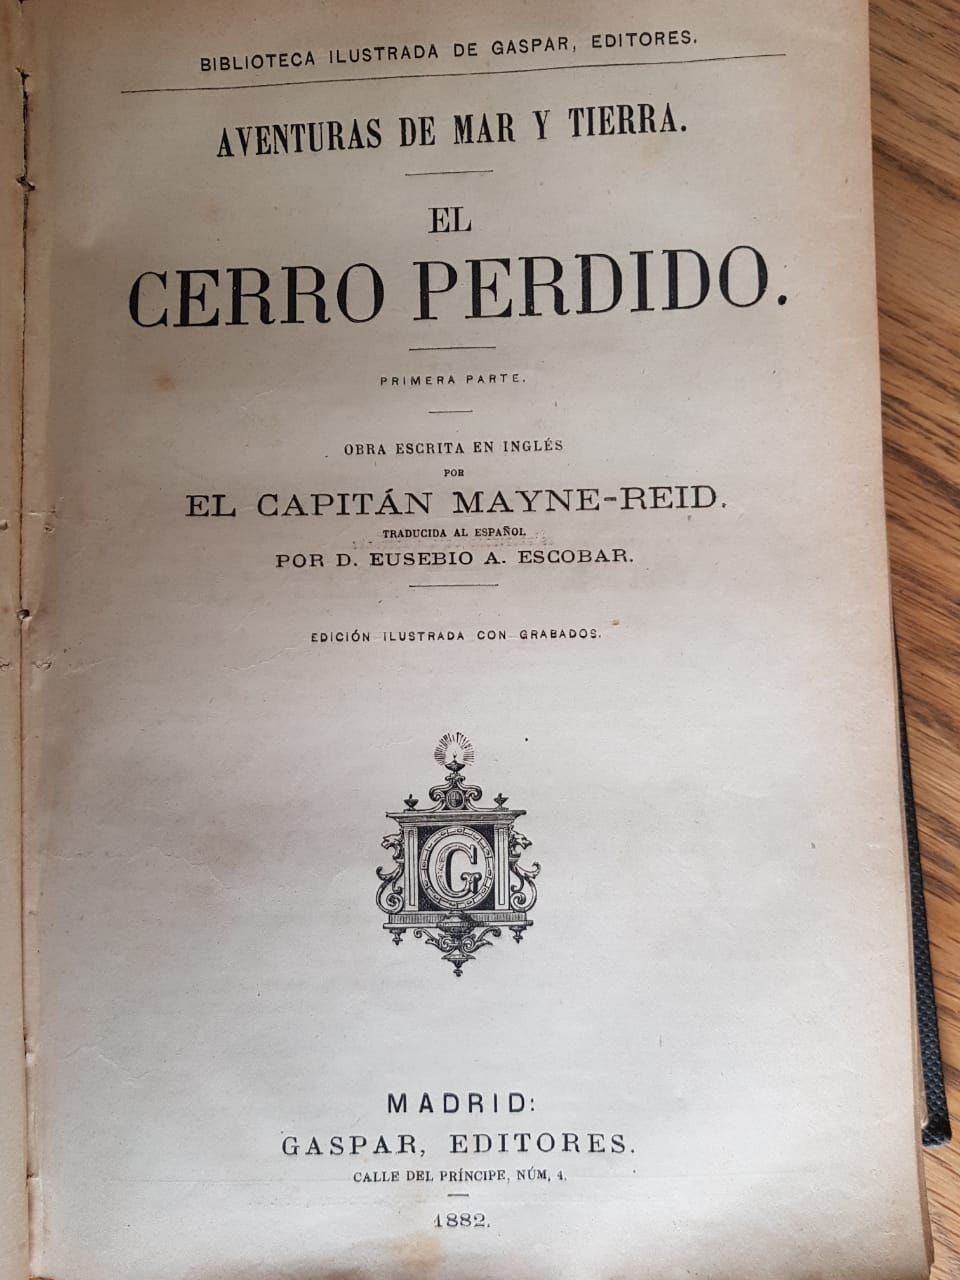 BIBLIOTECA ILUSTRADA DE GASPAR, EDITORES.
AVENTURAS DE MAR Y TIERRA.
EL
CERRO PERDIDO.
PRIMERA PARTE.
OBRA ESCRITA EN INGLÉS
POR
EL CAPITÁN MAYNE-REID.
TRADUCIDA AL ESPAÑOL
POR D. EUSEBIO A. ESCOBAR.
EDICIÓN ILUSTRADA CON GRABADOS.
G
MADRID:
GASPAR, EDITORES.
CALLE DEL PRÍNCIPE, NÚM, 4.
1882.